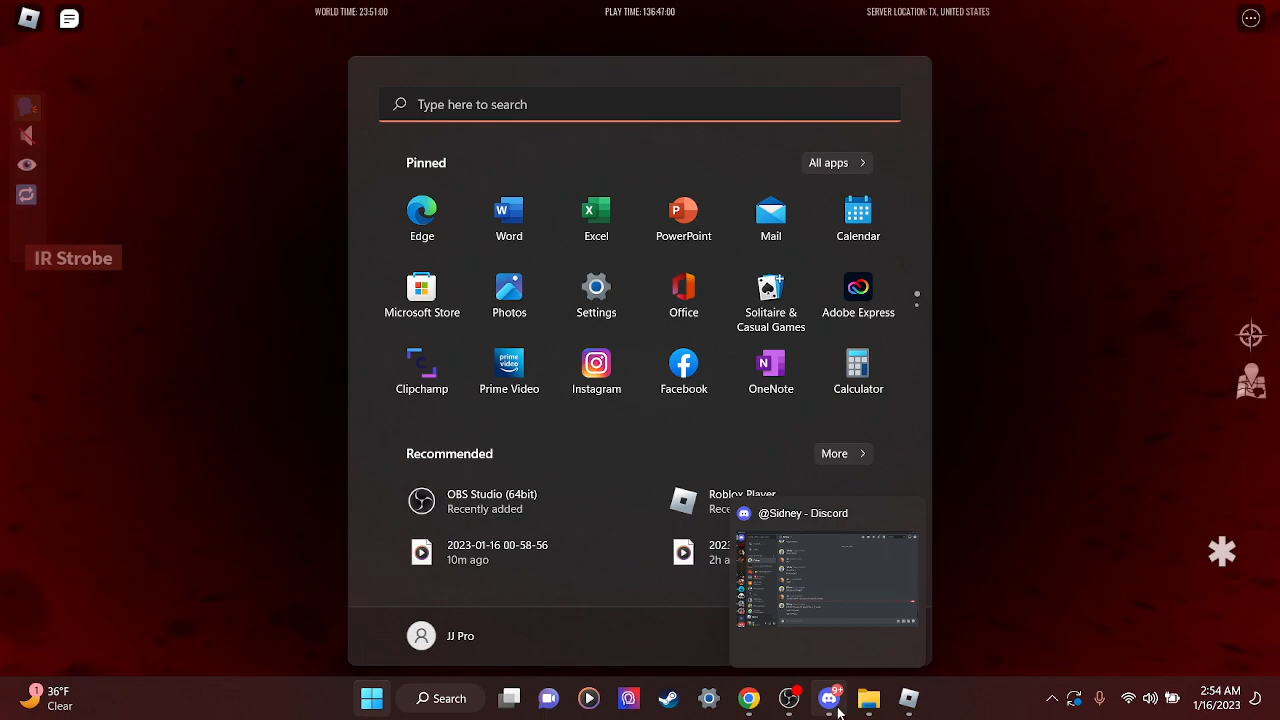 WORLD TIME: 23:51:00
PLAY TIME: 136:47:00
SERVER LOCATION: TX, UNITED STATES
Type here to search
Pinned
All apps
Edge
Word
Excel
PowerPoint
Mail
Calendar
IR Strobe
Microsoft Store
Photos
Settings
Office
Solitaire &
Casual Games
Adobe Express
Clipchamp
Prime Video
Instagram
Facebook
OneNote
Calculator
Recommended
More
OBS Studio (64bit)
Recently added
Roblox Player
@Sidney - Discord
2023-01-16 00-58-56
10m ago
JJ Pro
1
36°F
Clear
Search
9+
2:54 AM
1/16/2023